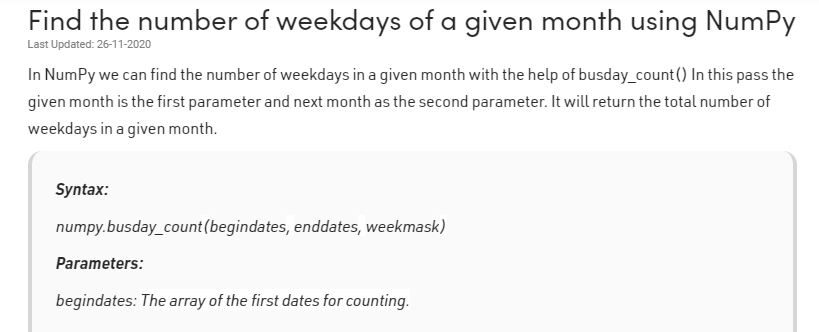 Find the number of weekdays of a given month using NumPy
Last Updated: 26-11-2020
In NumPy we can find the number of weekdays in a given month with the help of busday_count() In this pass the
given month is the first parameter and next month as the second parameter. It will return the total number of
weekdays in a given month.
Syntax:
numpy.busday_count(begindates, enddates, weekmask)
Parameters:
begindates: The array of the first dates for counting.